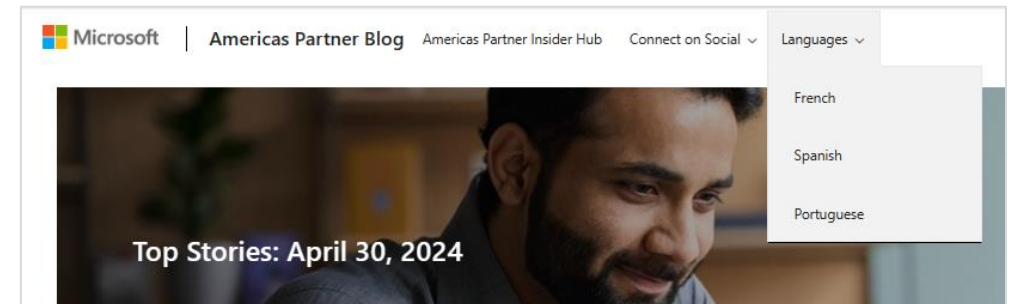 Microsoft | Americas Partner Blog Americas Partner Insider Hub Connect on Social Languages
French
Spanish
Portuguese
Top Stories: April 30, 2024